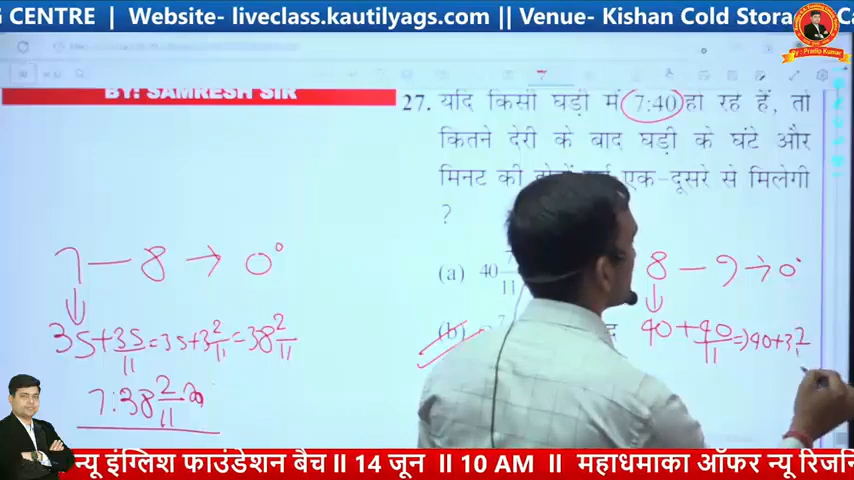 G CENTRE | Website- liveclass.kautilyags.com || Venue- Kishan Cold Stora
By: Pradip Kumar
BY: SAMRESH SIR
27. यदि किसी घड़ी में 7:40 हो रहे हैं, तो
कितने देरी के बाद घड़ी के घंटे और
मिनट की एक-दूसरे से मिलेगी
?
7 — 8 → 0°
35 + 35/11 = 35 + 3 2/11 = 38 2/11
7:38 2/11
(a) 40
(b)
8 — 9 → 0°
40 + 40/11 ⇒ 40 + 3
न्यू इंग्लिश फाउंडेशन बैच II 14 जून II 10 AM II महाधमाका ऑफर न्यू